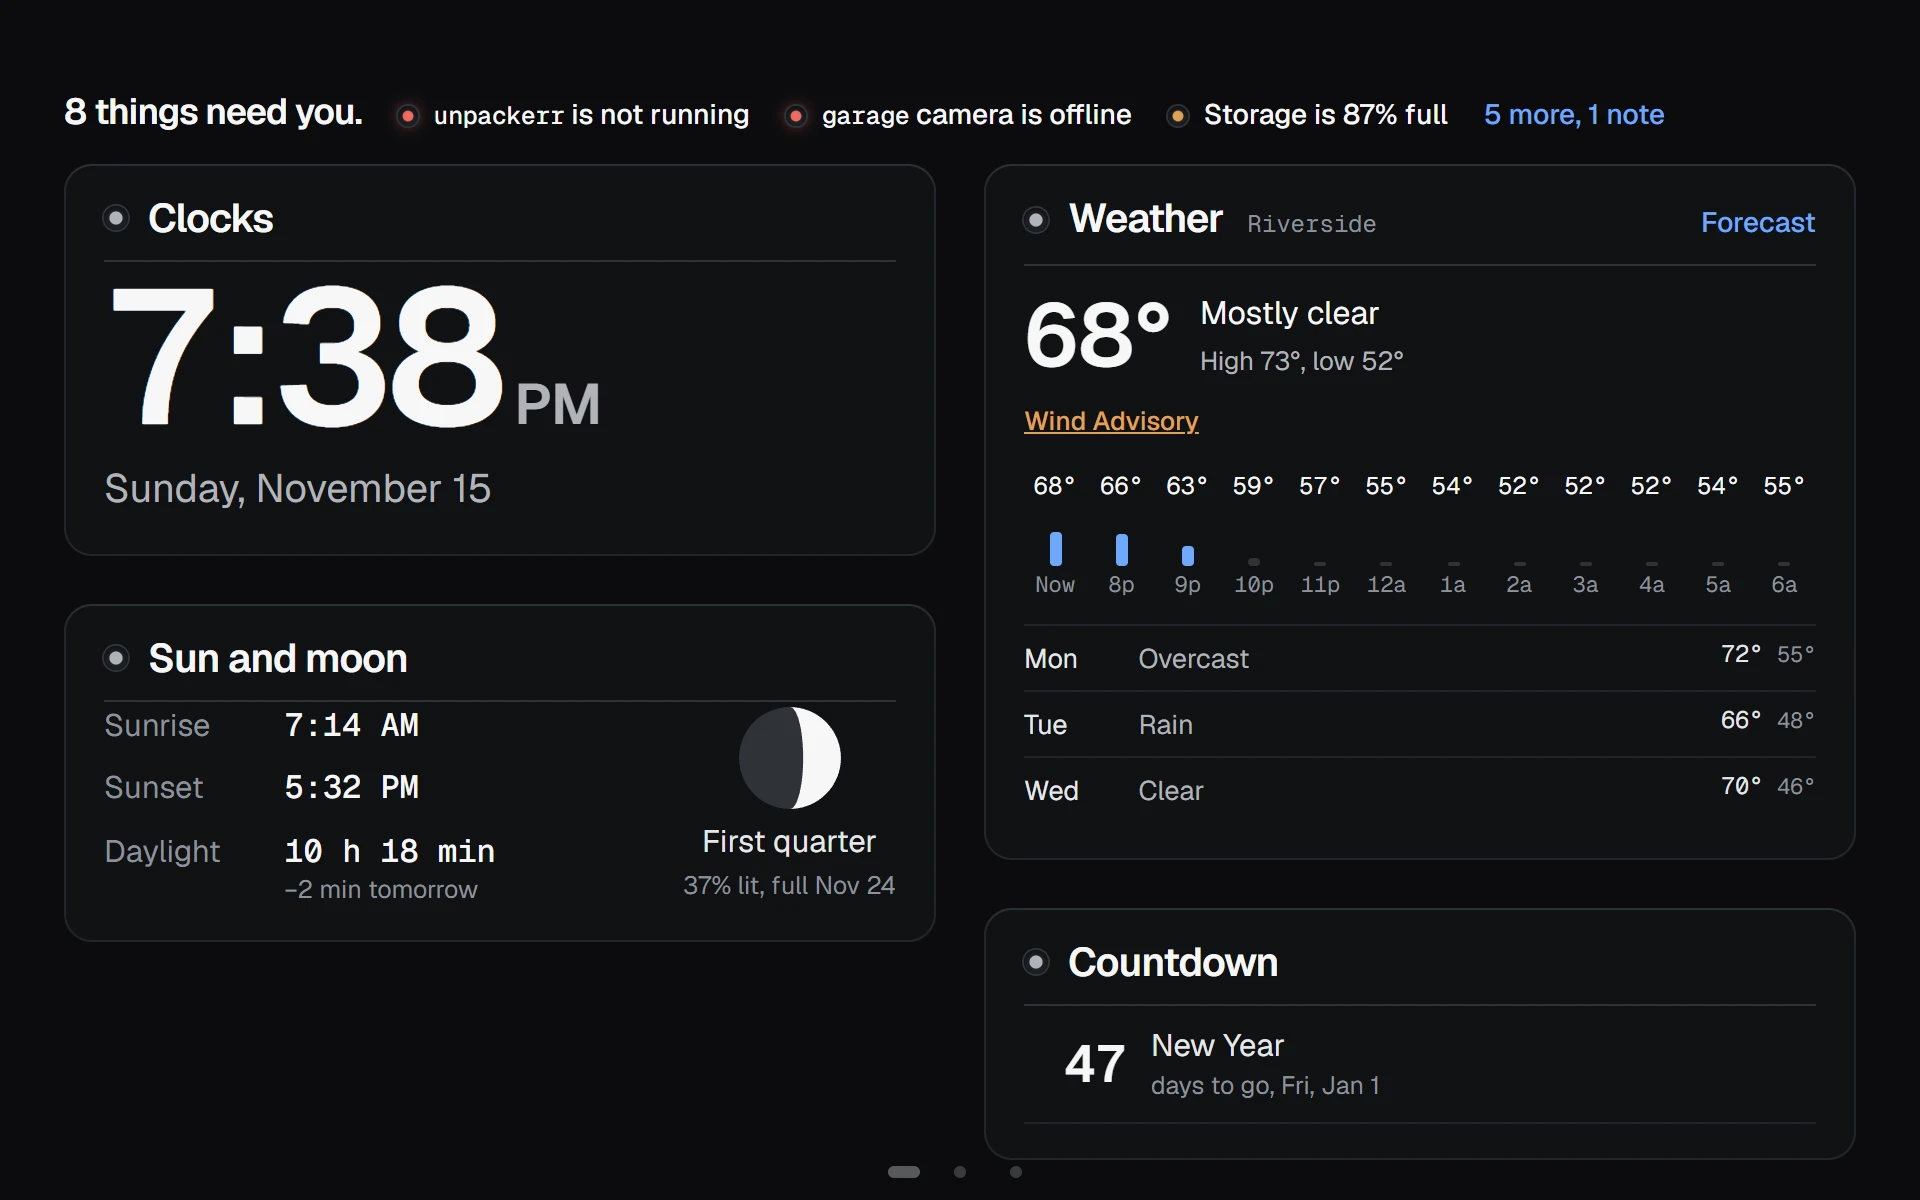 8 things need you. unpackerr is not running garage camera is offline Storage is 87% full 5 more, 1 note
Clocks
7:38 PM
Sunday, November 15
Sun and moon
Sunrise 7:14 AM
Sunset 5:32 PM
Daylight 10 h 18 min
−2 min tomorrow
First quarter
37% lit, full Nov 24
Weather Riverside Forecast
68° Mostly clear
High 73°, low 52°
Wind Advisory
68° 66° 63° 59° 57° 55° 54° 52° 52° 52° 54° 55°
Now 8p 9p 10p 11p 12a 1a 2a 3a 4a 5a 6a
Mon Overcast 72° 55°
Tue Rain 66° 48°
Wed Clear 70° 46°
Countdown
47 New Year
days to go, Fri, Jan 1